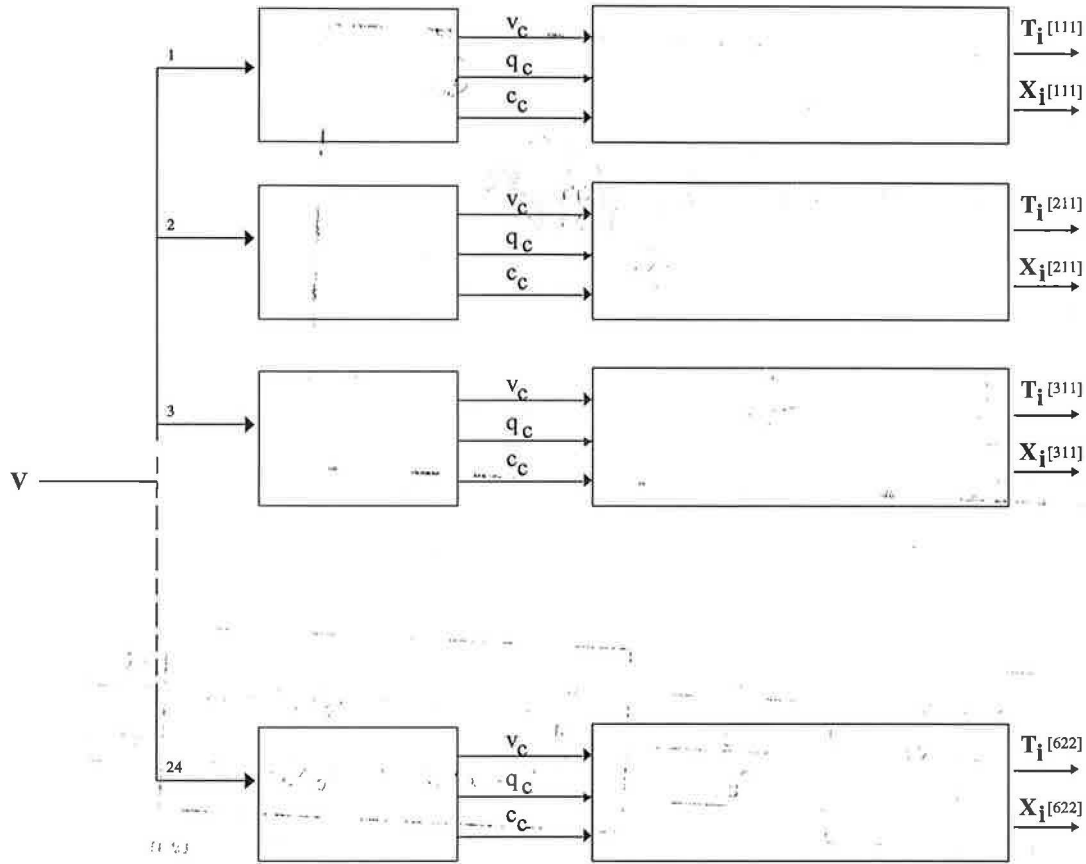 1
v_c
q_c
c_c
T_i [111]
X_i [111]
2
v_c
q_c
c_c
T_i [211]
X_i [211]
3
v_c
q_c
c_c
T_i [311]
X_i [311]
V
24
v_c
q_c
c_c
T_i [622]
X_i [622]